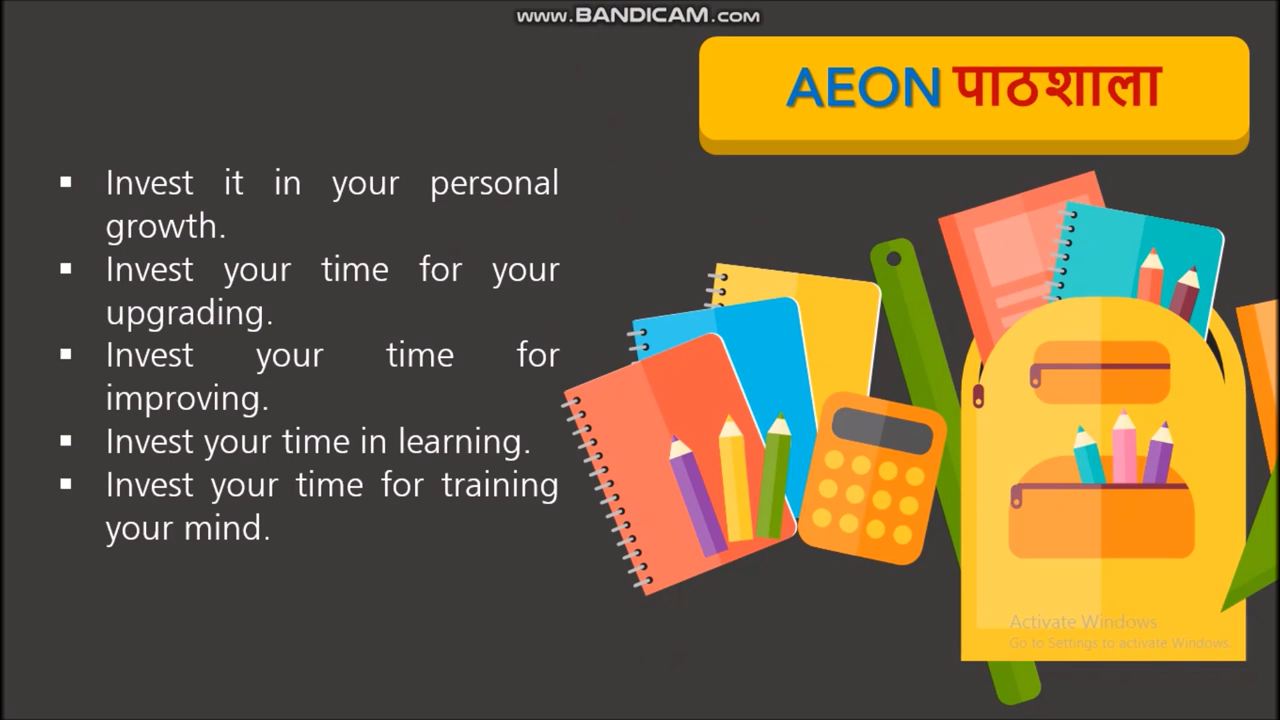 www.BANDICAM.com
AEON पाठशाला
▪ Invest it in your personal
growth.
▪ Invest your time for your
upgrading.
▪ Invest your time for
improving.
▪ Invest your time in learning.
▪ Invest your time for training
your mind.
Activate Windows
Go to Settings to activate Windows.